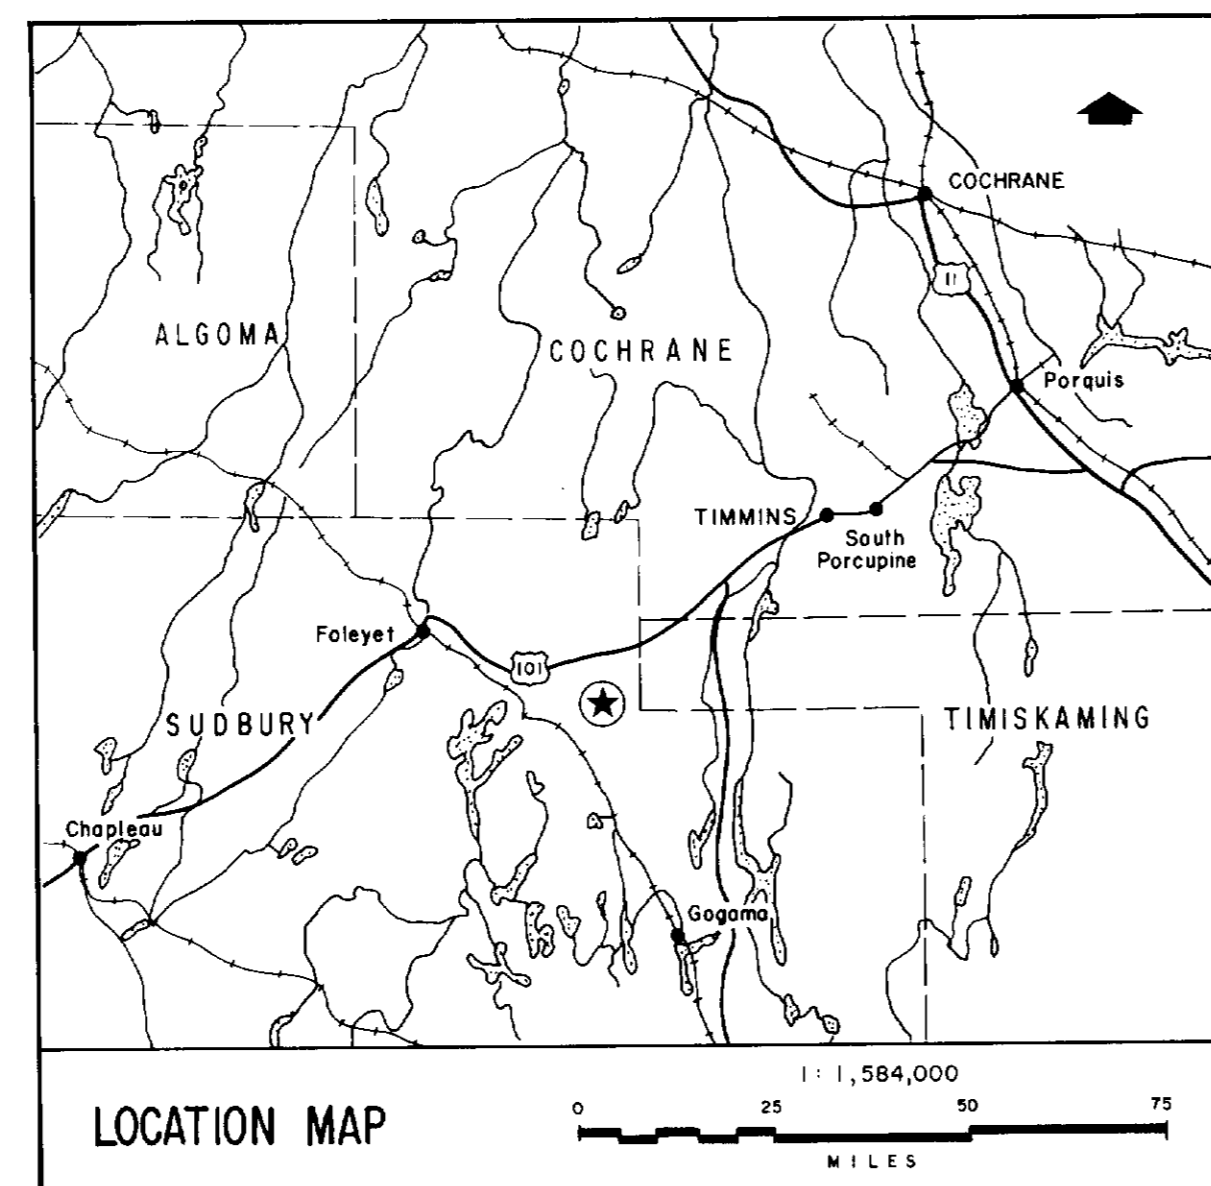 COCHRANE
11
ALGOMA
COCHRANE
Porquis
TIMMINS
South
Porcupine
Foleyet
101
SUDBURY
TIMISKAMING
Chapleau
Gogama
1: 1,584,000
LOCATION MAP
0 25 50 75
MILES